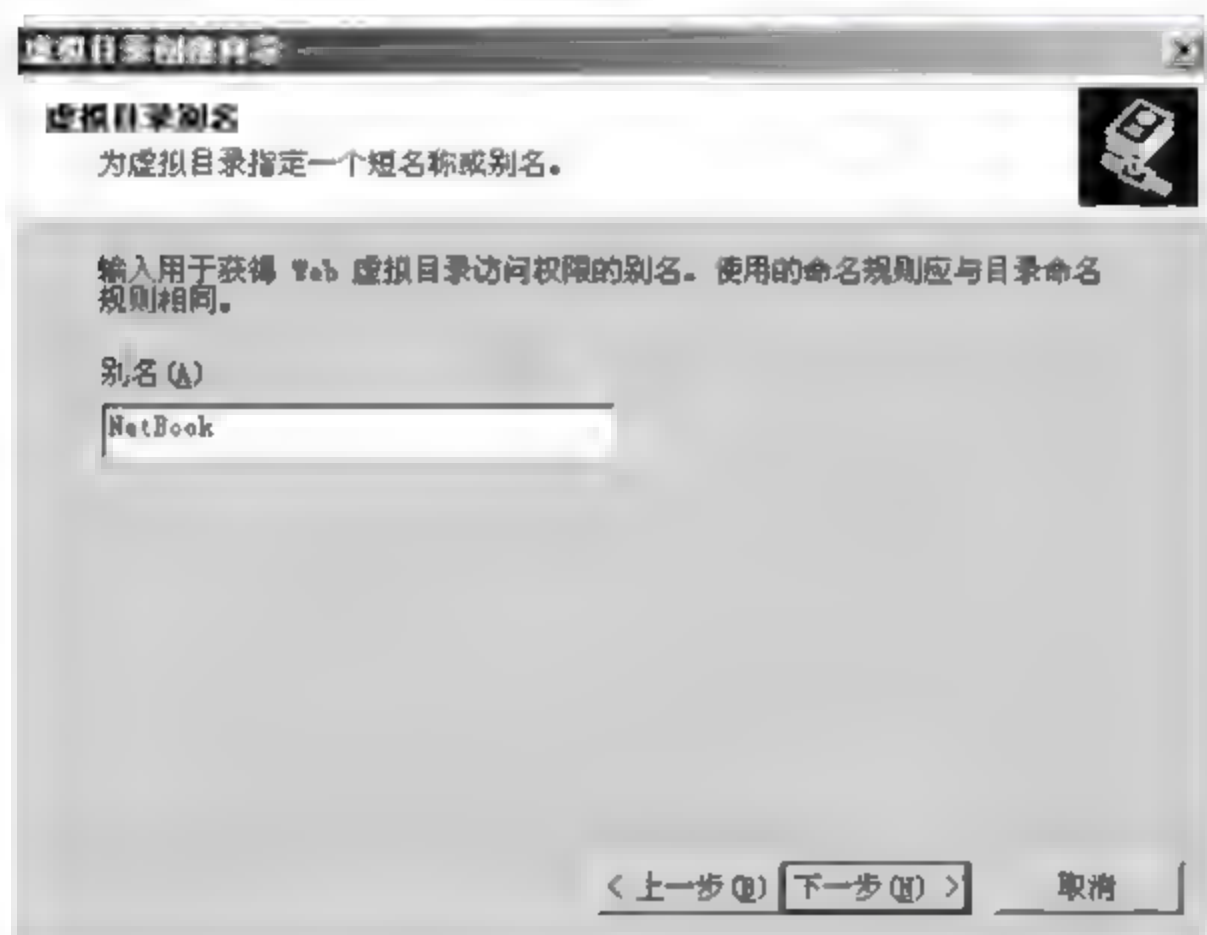 虚拟目录创建向导
虚拟目录别名
为虚拟目录指定一个短名称或别名。
输入用于获得 Web 虚拟目录访问权限的别名。使用的命名规则应与目录命名
规则相同。
别名(A)
NetBook
< 上一步(B) 下一步(N) > 取消